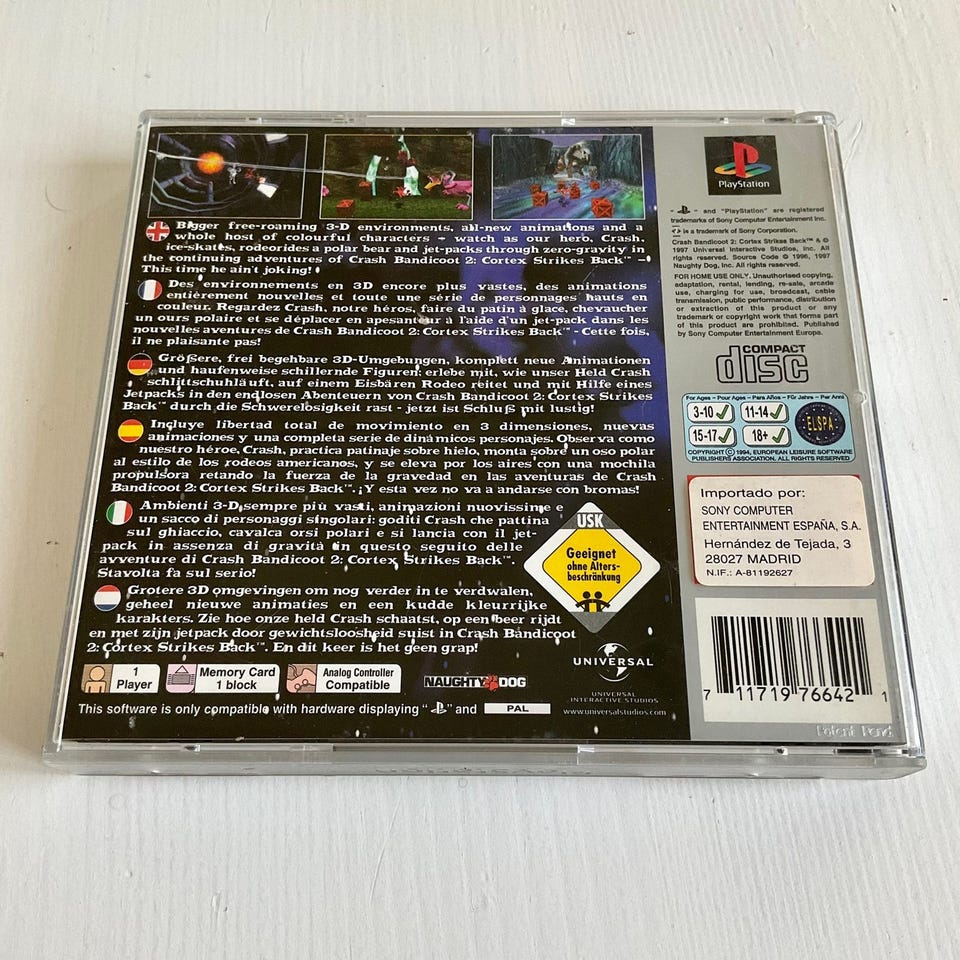 Bigger free-roaming 3-D environments, all-new animations and a
whole host of colourful characters - watch as our hero, Crash,
ice-skates, rodeorides a polar bear and jet-packs through zero-gravity in
the continuing adventures of Crash Bandicoot 2: Cortex Strikes Back™ -
This time he ain't joking!
Des environnements en 3D encore plus vastes, des animations
entièrement nouvelles et toute une série de personnages hauts en
couleur. Regardez Crash, notre héros, faire du patin à glace, chevaucher
un ours polaire et se déplacer en apesanteur à l'aide d'un jet-pack dans les
nouvelles aventures de Crash Bandicoot 2: Cortex Strikes Back™ - Cette fois,
il ne plaisante pas!
Größere, frei begehbare 3D-Umgebungen, komplett neue Animationen
und haufenweise schillernde Figuren: erlebe mit, wie unser Held Crash
schlittschuhläuft, auf einem Eisbären Rodeo reitet und mit Hilfe eines
Jetpacks in den endlosen Abenteuern von Crash Bandicoot 2: Cortex Strikes
Back™ durch die Schwerelosigkeit rast - jetzt ist Schluß mit lustig!
Incluye libertad total de movimiento en 3 dimensiones, nuevas
animaciones y una completa serie de dinámicos personajes. Observa como
nuestro héroe, Crash, practica patinaje sobre hielo, monta sobre un oso polar
al estilo de los rodeos americanos, y se eleva por los aires con una mochila
propulsora retando la fuerza de la gravedad en las aventuras de Crash
Bandicoot 2: Cortex Strikes Back™. ¡Y esta vez no va a andarse con bromas!
Ambienti 3-D sempre più vasti, animazioni nuovissime e
un sacco di personaggi singolari: goditi Crash che pattina
sul ghiaccio, cavalca orsi polari e si lancia con il jet-
pack in assenza di gravità in questo seguito delle
avventure di Crash Bandicoot 2: Cortex Strikes Back™.
Stavolta fa sul serio!
Grotere 3D omgevingen om nog verder in te verdwalen,
geheel nieuwe animaties en een kudde kleurrijke
karakters. Zie hoe onze held Crash schaatst, op een beer rijdt
en met zijn jetpack door gewichtsloosheid suist in Crash Bandicoot
2: Cortex Strikes Back™. En dit keer is het geen grap!
USK
Geeignet
ohne Alters-
beschränkung
1
Player
Memory Card
1 block
Analog Controller
Compatible
NAUGHTY DOG
UNIVERSAL
UNIVERSAL
INTERACTIVE STUDIOS
www.universalstudios.com
This software is only compatible with hardware displaying " " and PAL
PlayStation
" " and "PlayStation" are registered
trademarks of Sony Computer Entertainment Inc.
is a trademark of Sony Corporation.
Crash Bandicoot 2: Cortex Strikes Back™ & ©
1997 Universal Interactive Studios, Inc. All
rights reserved. Source Code © 1996, 1997
Naughty Dog, Inc. All rights reserved.
FOR HOME USE ONLY. Unauthorised copying,
adaptation, rental, lending, re-sale, arcade
use, charging for use, broadcast, cable
transmission, public performance, distribution
or extraction of this product or any
trademark or copyright work that forms part
of this product are prohibited. Published
by Sony Computer Entertainment Europe.
COMPACT
disc
For Ages - Pour Ages - Para Años - Für Jahre - Per Anni
3-10 11-14
15-17 18+
ELSPA
COPYRIGHT © 1994, EUROPEAN LEISURE SOFTWARE
PUBLISHERS ASSOCIATION. ALL RIGHTS RESERVED
Importado por:
SONY COMPUTER
ENTERTAINMENT ESPAÑA, S.A.
Hernández de Tejada, 3
28027 MADRID
N.I.F.: A-81192627
7 11719 76642 1
Patent Pend